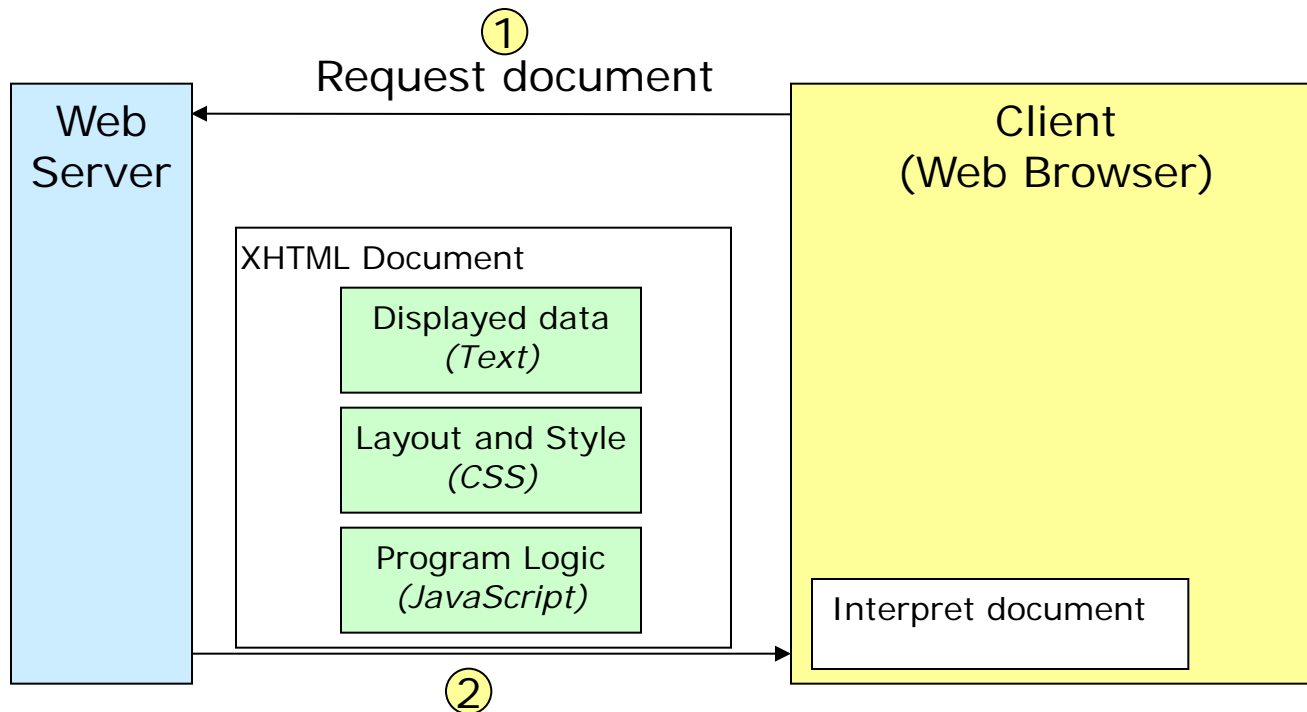 1
Request document
Web
Server
Client
(Web Browser)
XHTML Document
Displayed data
(Text)
Layout and Style
(CSS)
Program Logic
(JavaScript)
Interpret document
2